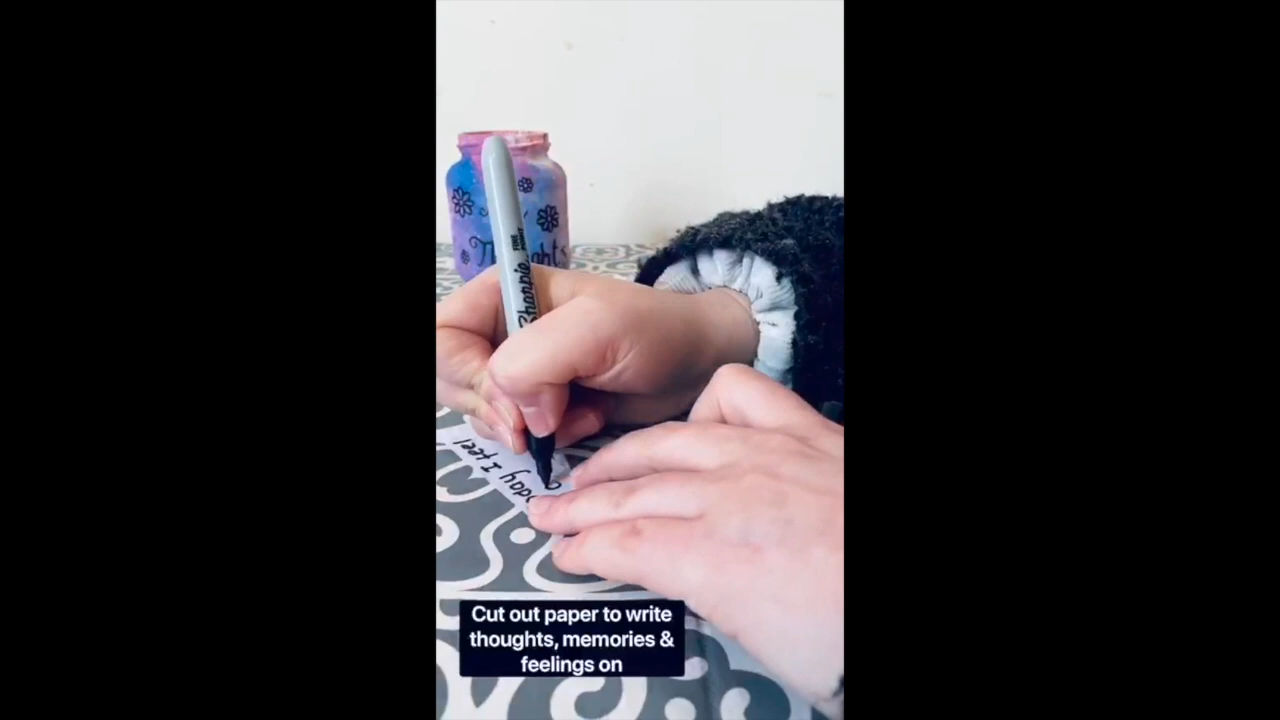 Sharpie
FINE
POINT
Today I feel
Cut out paper to write
thoughts, memories &
feelings on